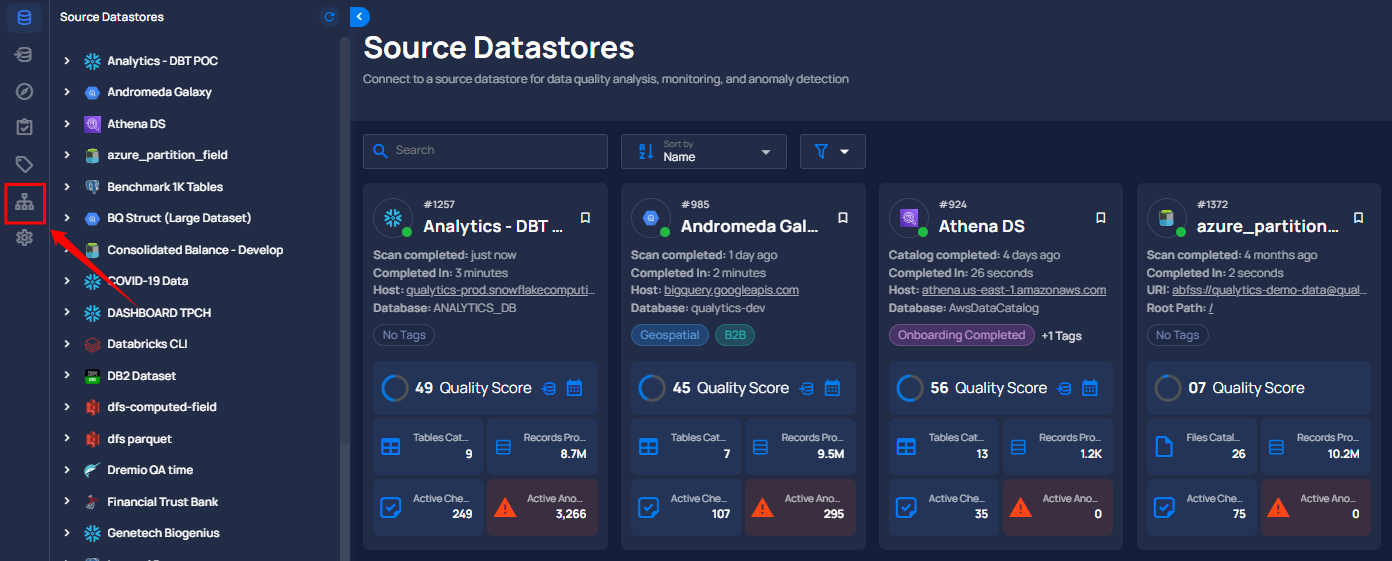 Source Datastores
Analytics - DBT POC
Andromeda Galaxy
Athena DS
azure_partition_field
Benchmark 1K Tables
BQ Struct (Large Dataset)
Consolidated Balance - Develop
COVID-19 Data
DASHBOARD TPCH
Databricks CLI
DB2 Dataset
dfs-computed-field
dfs parquet
Dremio QA time
Financial Trust Bank
Genetech Biogenius
Source Datastores
Connect to a source datastore for data quality analysis, monitoring, and anomaly detection
Search
Sort by
Name
#1257
Analytics - DBT ...
Scan completed: just now
Completed In: 3 minutes
Host: qualytics-prod.snowflakecomputi...
Database: ANALYTICS_DB
No Tags
49 Quality Score
Tables Cat...
9
Records Pro...
8.7M
Active Che...
249
Active Ano...
3,266
#985
Andromeda Gal...
Scan completed: 1 day ago
Completed In: 2 minutes
Host: bigquery.googleapis.com
Database: qualytics-dev
Geospatial
B2B
45 Quality Score
Tables Cat...
7
Records Pro...
9.5M
Active Che...
107
Active Ano...
295
#924
Athena DS
Catalog completed: 4 days ago
Completed In: 26 seconds
Host: athena.us-east-1.amazonaws.com
Database: AwsDataCatalog
Onboarding Completed
+1 Tags
56 Quality Score
Tables Cat...
13
Records Pro...
1.2K
Active Che...
35
Active Ano...
0
#1372
azure_partition...
Scan completed: 4 months ago
Completed In: 2 seconds
URI: abfss://qualytics-demo-data@qual...
Root Path: /
No Tags
07 Quality Score
Files Catal...
26
Records Pro...
10.2M
Active Che...
75
Active Ano...
0